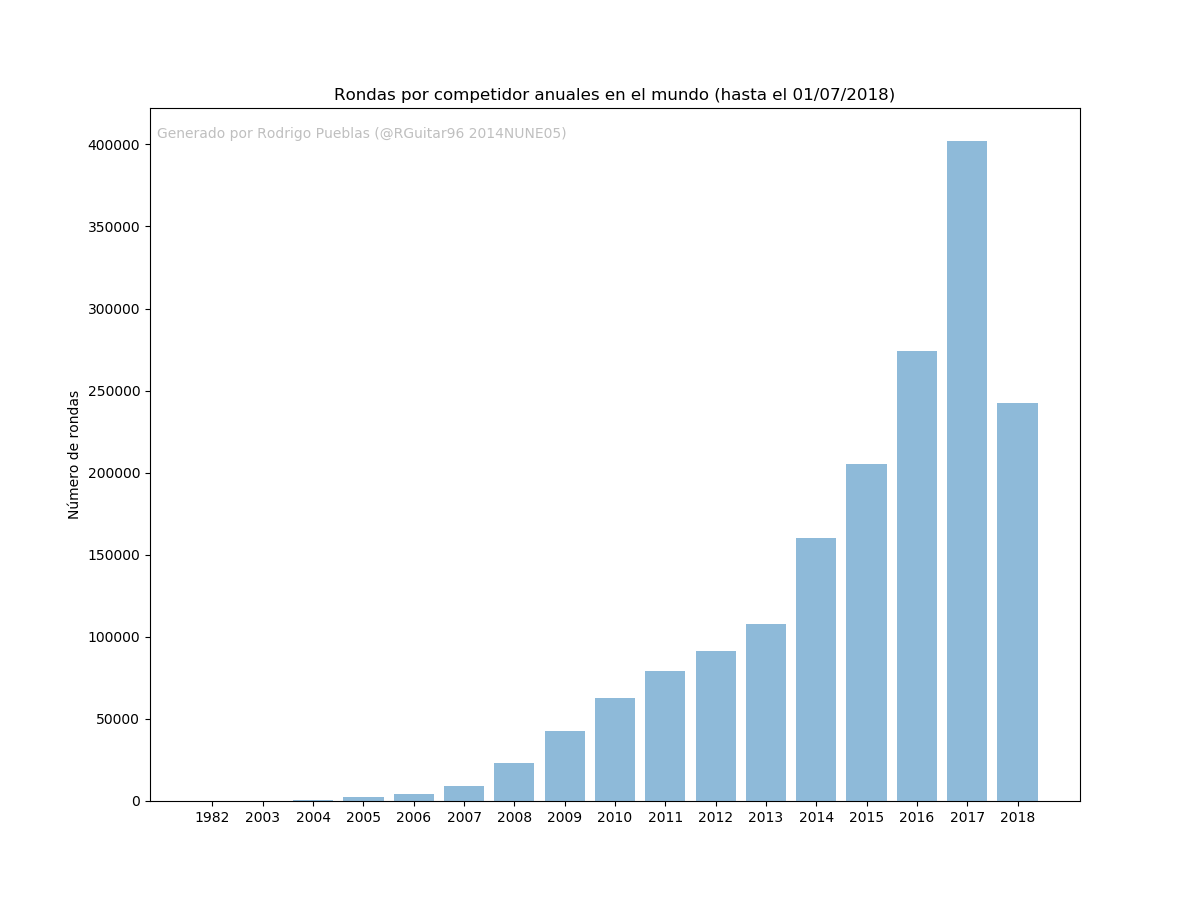 Rondas por competidor anuales en el mundo (hasta el 01/07/2018)
Generado por Rodrigo Pueblas (@RGuitar96 2014NUNE05)
400000
350000
300000
250000
200000
150000
100000
50000
0
Número de rondas
1982 2003 2004 2005 2006 2007 2008 2009 2010 2011 2012 2013 2014 2015 2016 2017 2018